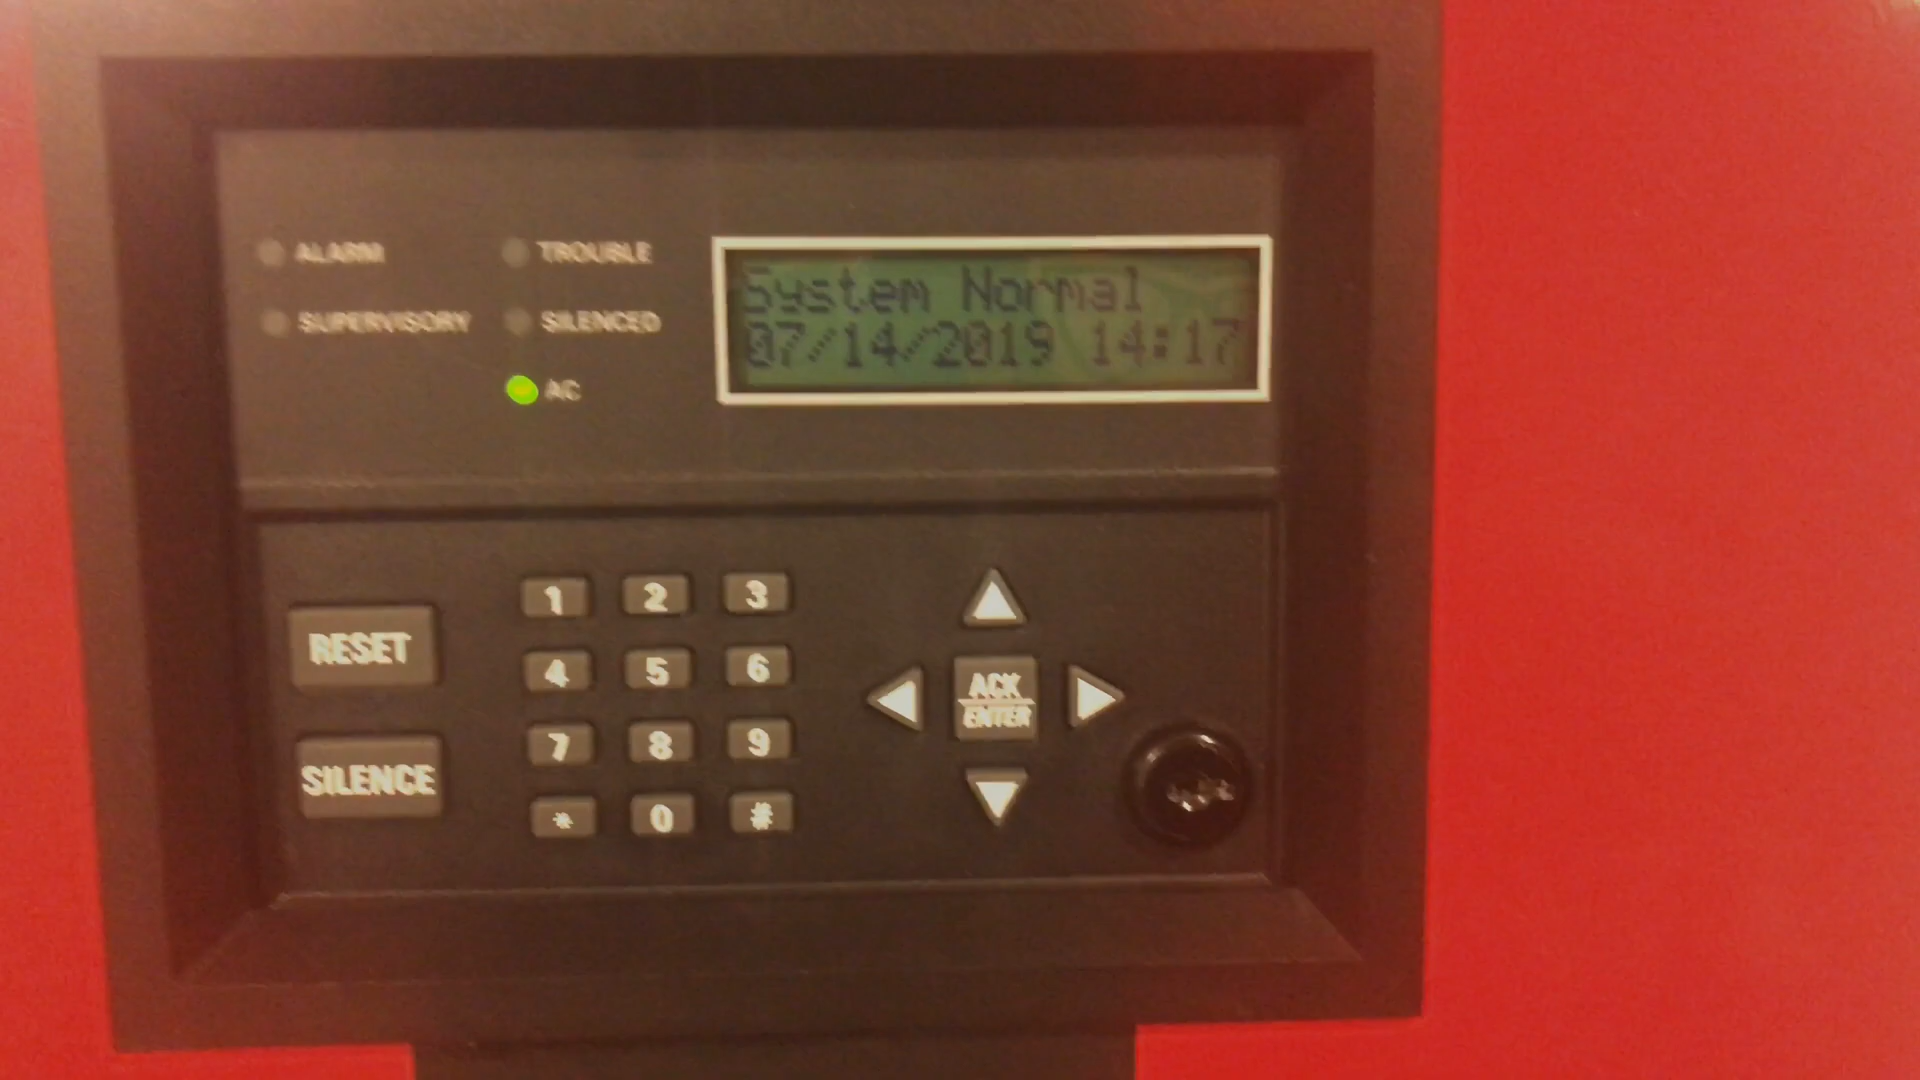 ALARM TROUBLE
SUPERVISORY SILENCED
AC
System Normal
07/14/2019 14:17
RESET
SILENCE
1 2 3
4 5 6
7 8 9
* 0 #
ACK
ENTER